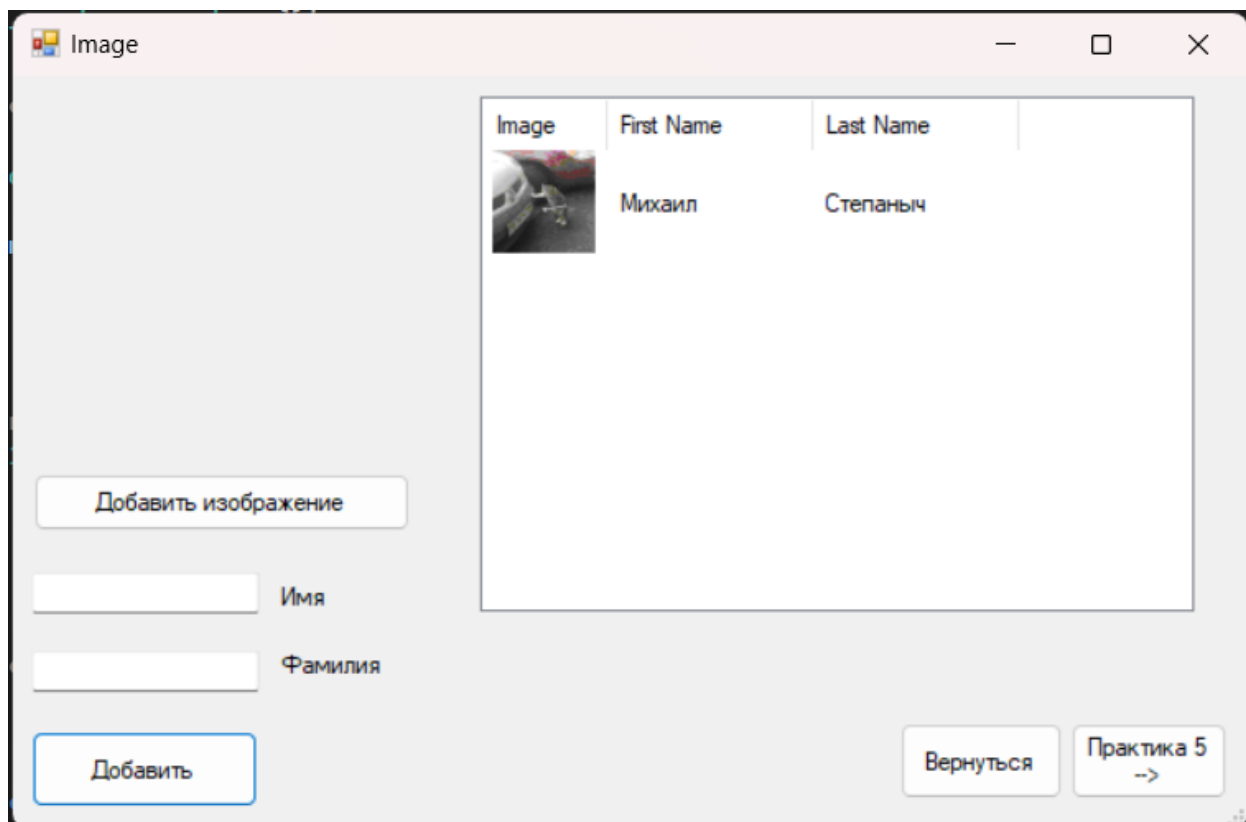 Image
Image First Name Last Name
Михаил Степаныч
Добавить изображение
Имя
Фамилия
Добавить
Вернуться
Практика 5
-->